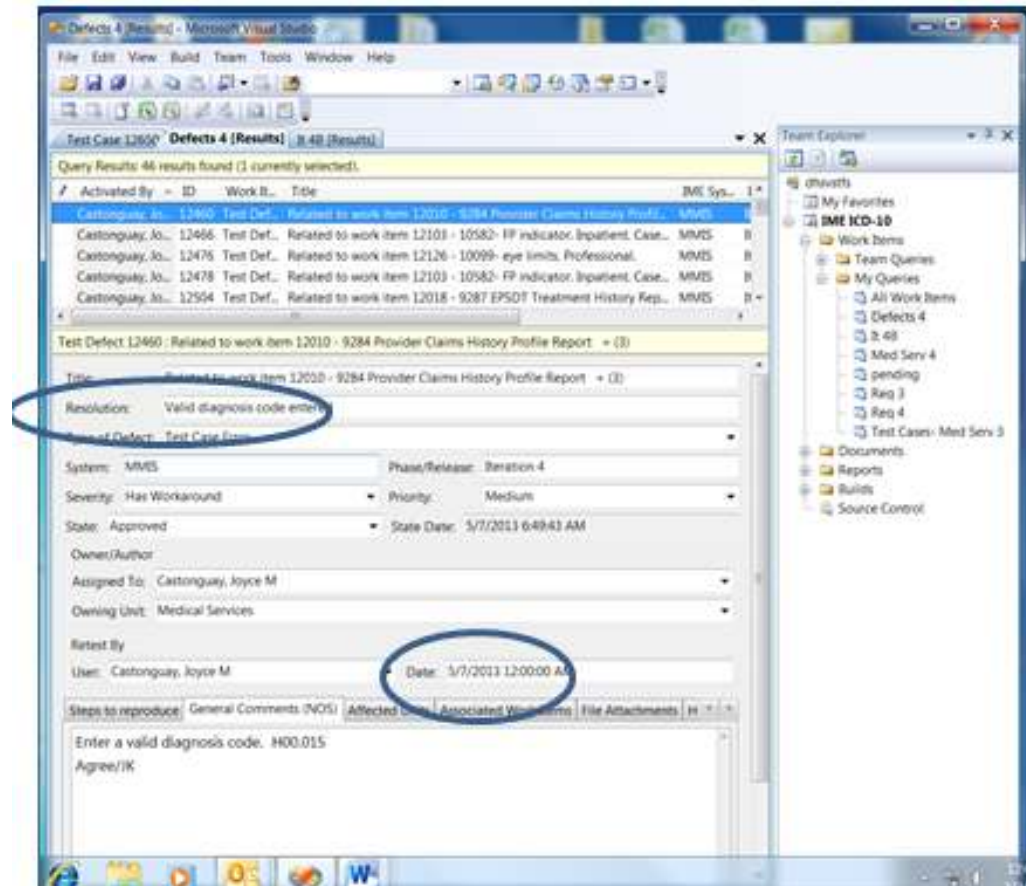 Defects 4 [Results] - Microsoft Visual Studio
File Edit View Build Team Tools Window Help
Test Case 12650 Defects 4 [Results] It 4B [Results]
Query Results: 46 results found (1 currently selected).
Activated By ID Work It... Title IME Sys...
Castonguay, Jo... 12460 Test Def... Related to work item 12010 - 9284 Provider Claims History Profil... MMIS
Castonguay, Jo... 12466 Test Def... Related to work item 12103 - 10582- FP indicator. Inpatient. Case... MMIS
Castonguay, Jo... 12476 Test Def... Related to work item 12126 - 10099- eye limits. Professional. MMIS
Castonguay, Jo... 12478 Test Def... Related to work item 12103 - 10582- FP indicator. Inpatient. Case... MMIS
Castonguay, Jo... 12504 Test Def... Related to work item 12018 - 9287 EPSDT Treatment History Rep... MMIS
Test Defect 12460 : Related to work item 12010 - 9284 Provider Claims History Profile Report + (3)
Title: Related to work item 12010 - 9284 Provider Claims History Profile Report + (3)
Resolution: Valid diagnosis code entered
Type of Defect: Test Case Error
System: MMIS Phase/Release: Iteration 4
Severity: Has Workaround Priority: Medium
State: Approved State Date: 5/7/2013 6:49:43 AM
Owner/Author
Assigned To: Castonguay, Joyce M
Owning Unit: Medical Services
Retest By
User: Castonguay, Joyce M Date: 5/7/2013 12:00:00 AM
Steps to reproduce General Comments (NOS) Affected Associated Work Items File Attachments H
Enter a valid diagnosis code. H00.015
Agree/JK
Team Explorer
My Favorites
IME ICD-10
Work Items
Team Queries
My Queries
All Work Items
Defects 4
It 4B
Med Serv 4
pending
Req 3
Req 4
Test Cases- Med Serv 3
Documents
Reports
Builds
Source Control